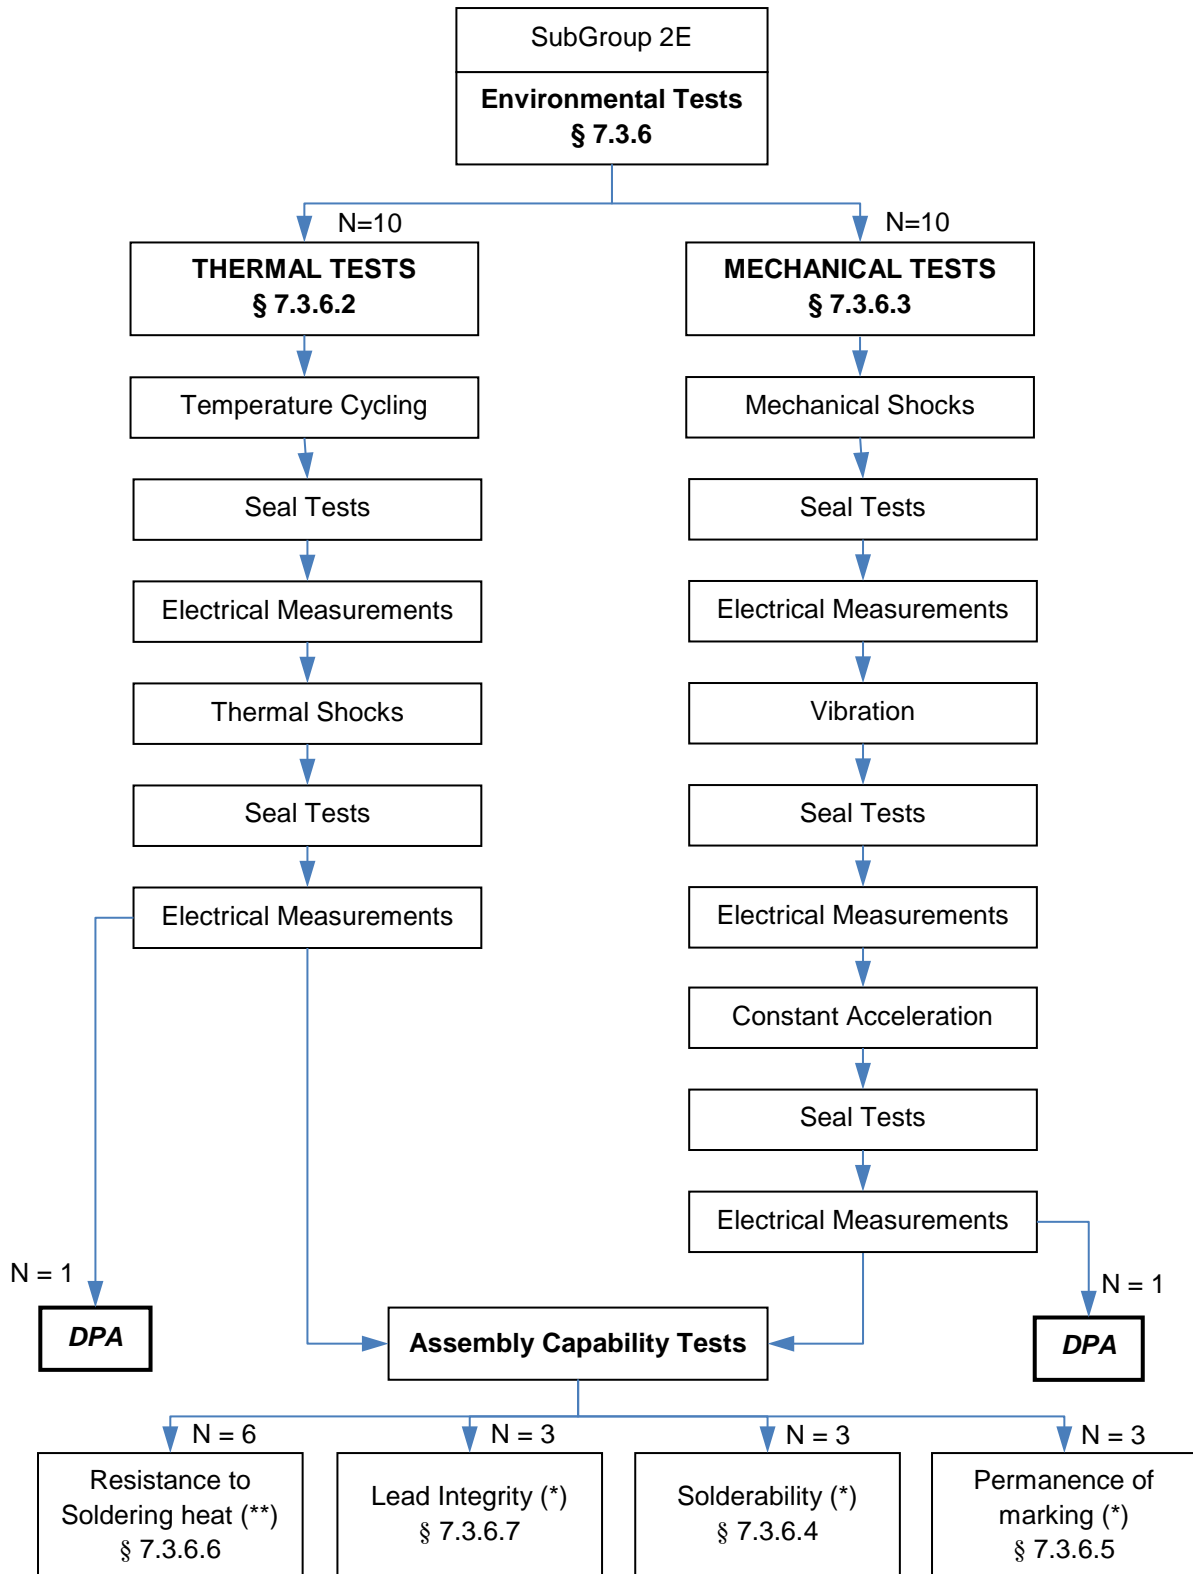 SubGroup 2E
Environmental Tests
§ 7.3.6
N=10
N=10
THERMAL TESTS
§ 7.3.6.2
MECHANICAL TESTS
§ 7.3.6.3
Temperature Cycling
Mechanical Shocks
Seal Tests
Seal Tests
Electrical Measurements
Electrical Measurements
Thermal Shocks
Vibration
Seal Tests
Seal Tests
Electrical Measurements
Electrical Measurements
Constant Acceleration
Seal Tests
Electrical Measurements
N = 1
N = 1
DPA
Assembly Capability Tests
DPA
N = 6
N = 3
N = 3
N = 3
Resistance to
Soldering heat (**)
§ 7.3.6.6
Lead Integrity (*)
§ 7.3.6.7
Solderability (*)
§ 7.3.6.4
Permanence of
marking (*)
§ 7.3.6.5